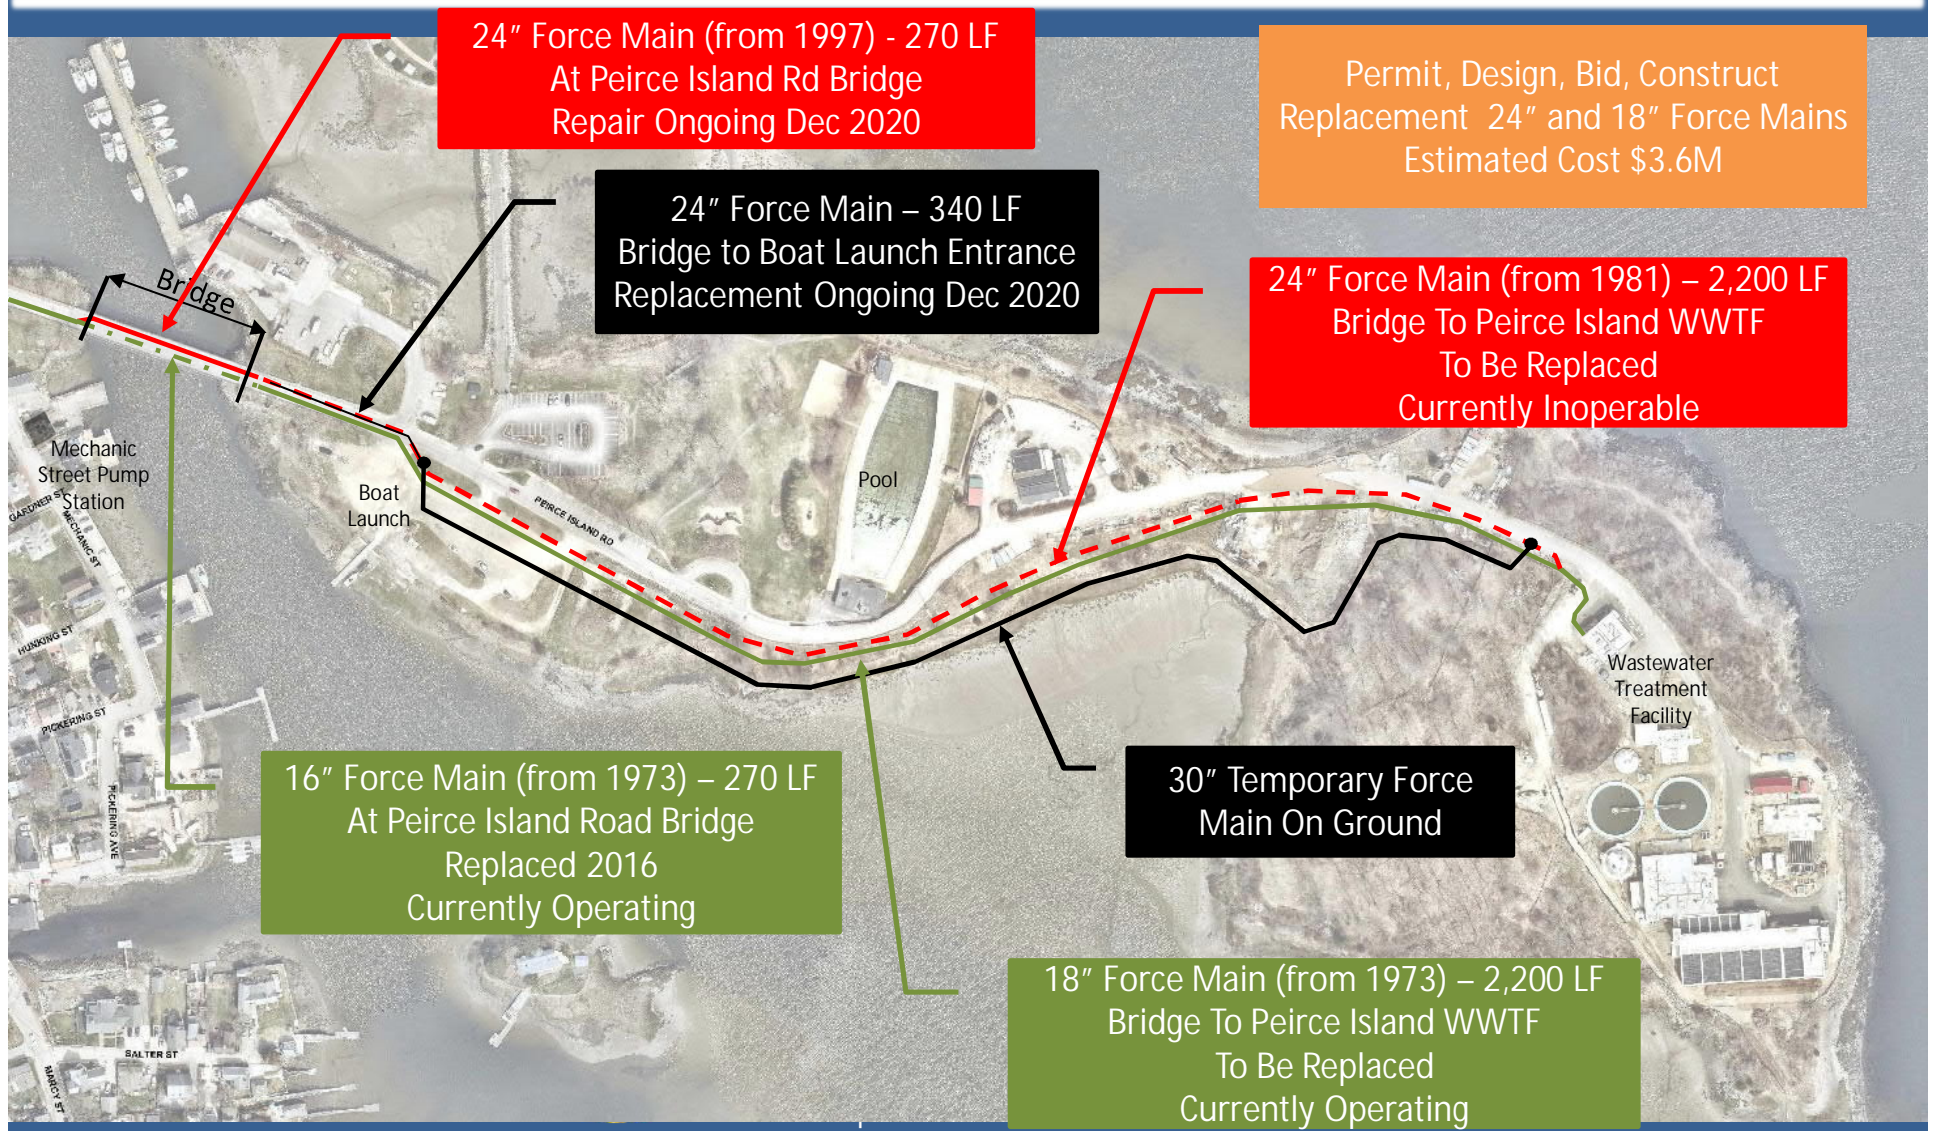 24" Force Main (from 1997) - 270 LF
At Peirce Island Rd Bridge
Repair Ongoing Dec 2020
Permit, Design, Bid, Construct
Replacement 24" and 18" Force Mains
Estimated Cost $3.6M
24" Force Main – 340 LF
Bridge to Boat Launch Entrance
Replacement Ongoing Dec 2020
24" Force Main (from 1981) – 2,200 LF
Bridge To Peirce Island WWTF
To Be Replaced
Currently Inoperable
Bridge
Mechanic
Street Pump
Station
GARDNER ST
MECHANIC ST
Boat
Launch
PEIRCE ISLAND RD
Pool
HUNKING ST
PICKERING ST
PICKERING AVE
Wastewater
Treatment
Facility
16" Force Main (from 1973) – 270 LF
At Peirce Island Road Bridge
Replaced 2016
Currently Operating
30" Temporary Force
Main On Ground
18" Force Main (from 1973) – 2,200 LF
Bridge To Peirce Island WWTF
To Be Replaced
Currently Operating
SALTER ST
MARCY ST